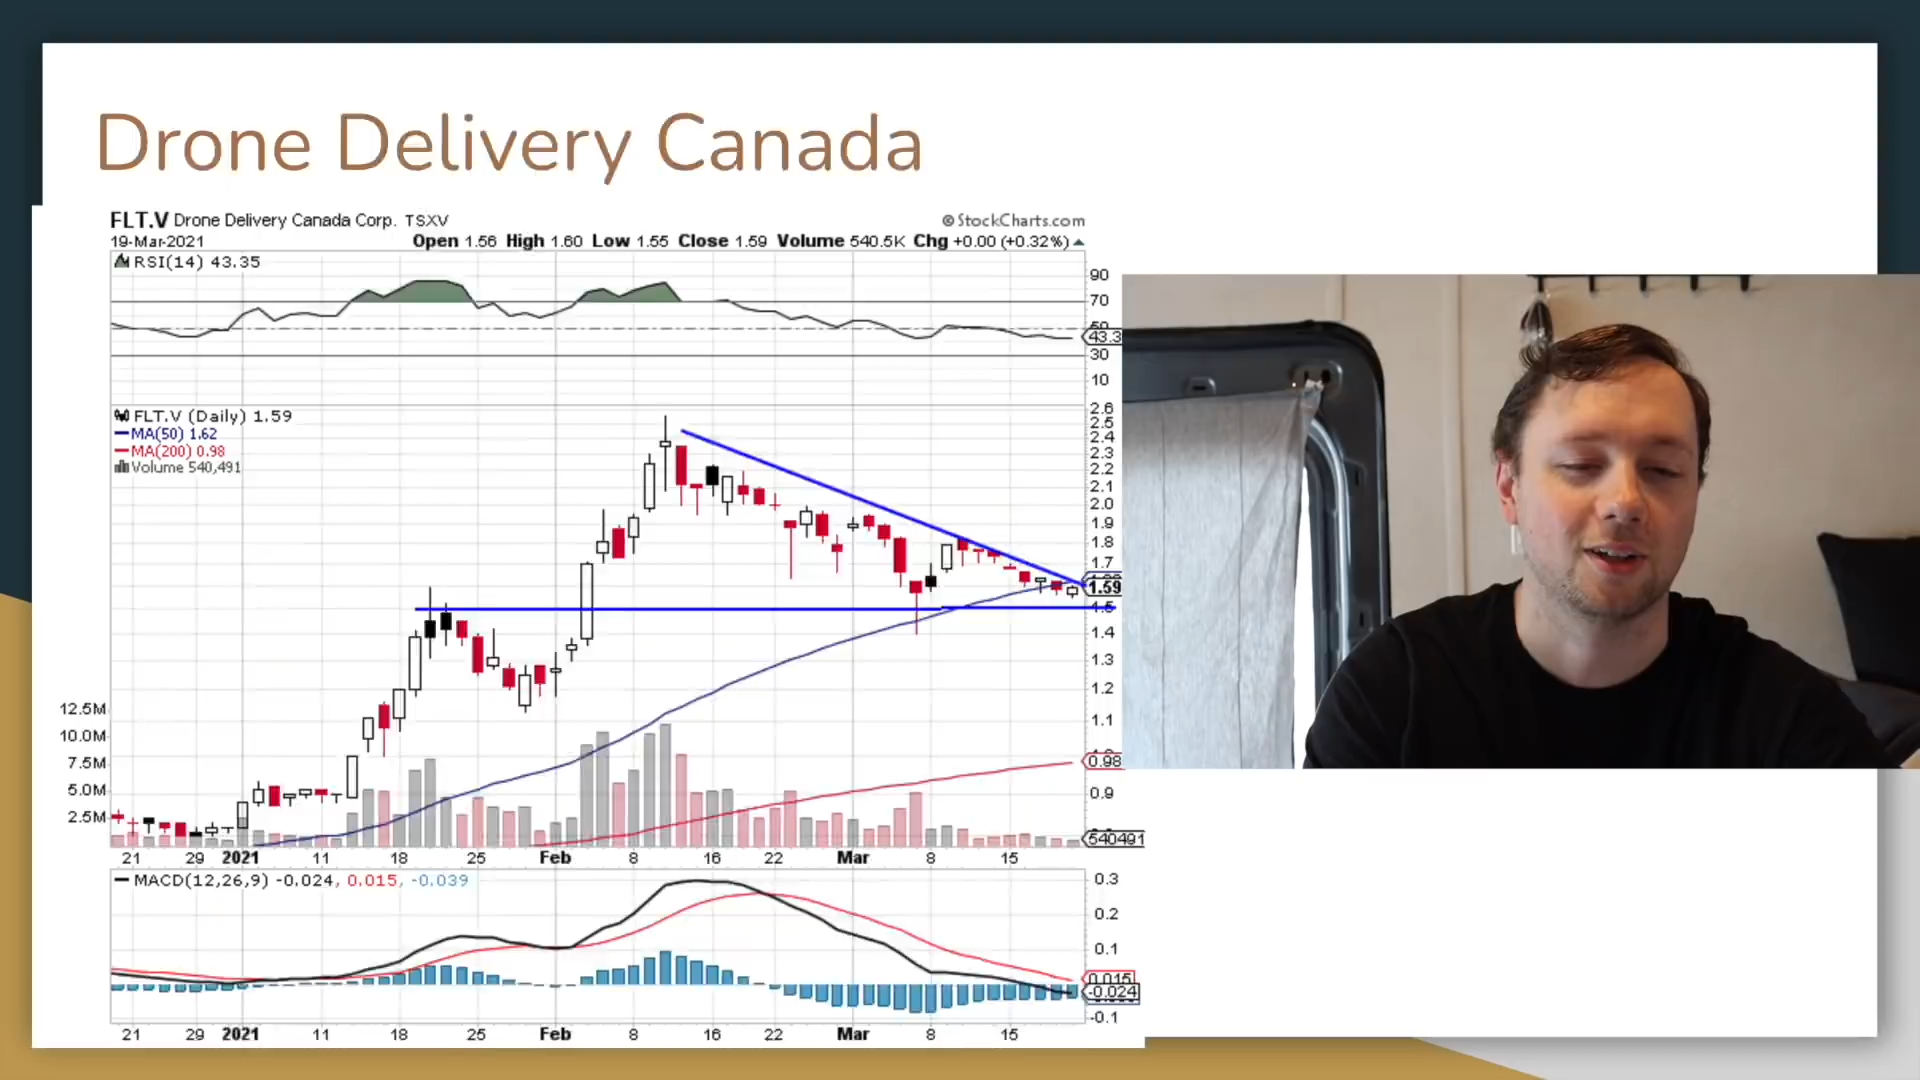 Drone Delivery Canada
FLT.V Drone Delivery Canada Corp. TSXV
© StockCharts.com
19-Mar-2021
Open 1.56 High 1.60 Low 1.55 Close 1.59 Volume 540.5K Chg +0.00 (+0.32%)
RSI(14) 43.35
90
70
50
43.3
30
10
FLT.V (Daily) 1.59
MA(50) 1.62
MA(200) 0.98
Volume 540,491
2.6
2.5
2.4
2.3
2.2
2.1
2.0
1.9
1.8
1.7
1.59
1.5
1.4
1.3
1.2
1.1
0.98
0.9
540491
12.5M
10.0M
7.5M
5.0M
2.5M
21 29 2021 11 18 25 Feb 8 16 22 Mar 8 15
MACD(12,26,9) -0.024, 0.015, -0.039
0.3
0.2
0.1
0.015
-0.024
-0.1
21 29 2021 11 18 25 Feb 8 16 22 Mar 8 15